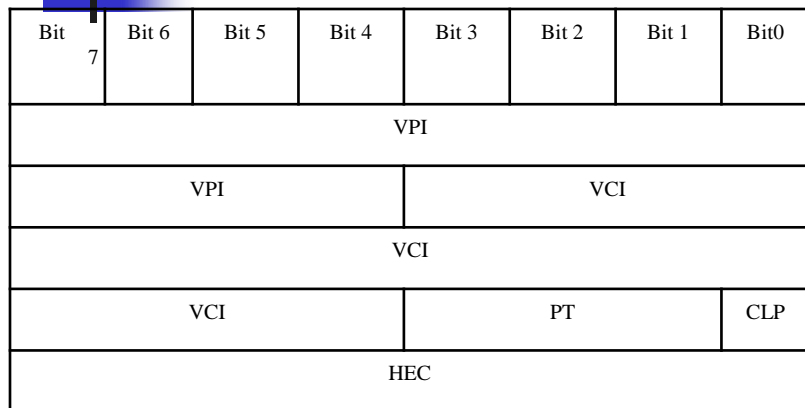 Bit 7 Bit 6 Bit 5 Bit 4 Bit 3 Bit 2 Bit 1 Bit0
VPI
VPI VCI
VCI
VCI PT CLP
HEC